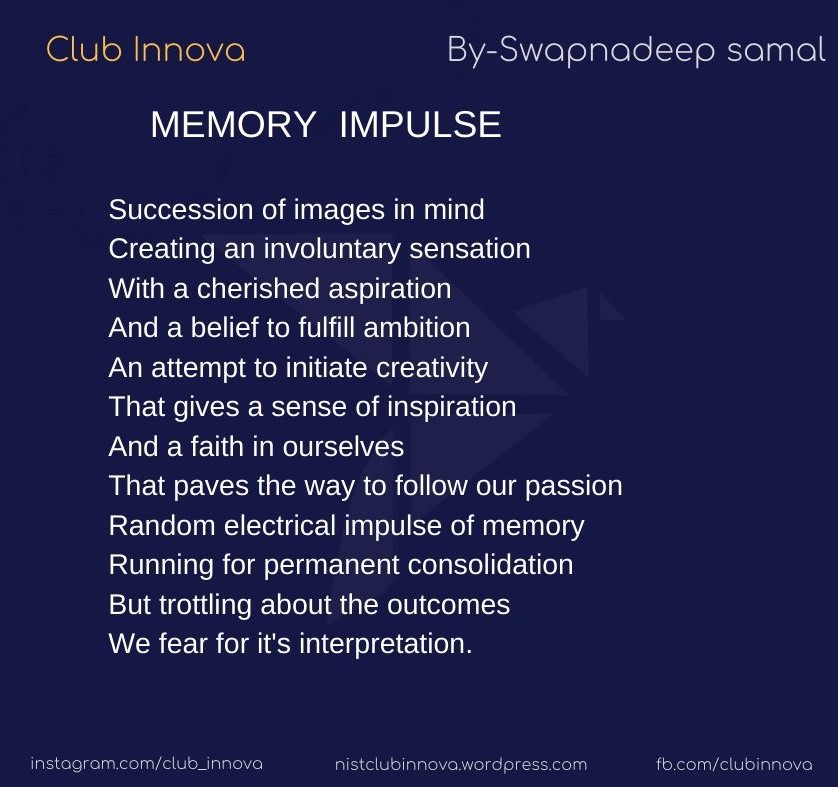 Club Innova
By-Swapnadeep samal
MEMORY IMPULSE
Succession of images in mind
Creating an involuntary sensation
With a cherished aspiration
And a belief to fulfill ambition
An attempt to initiate creativity
That gives a sense of inspiration
And a faith in ourselves
That paves the way to follow our passion
Random electrical impulse of memory
Running for permanent consolidation
But trottling about the outcomes
We fear for it's interpretation.
instagram.com/club_innova
nistclubinnova.wordpress.com
fb.com/clubinnova